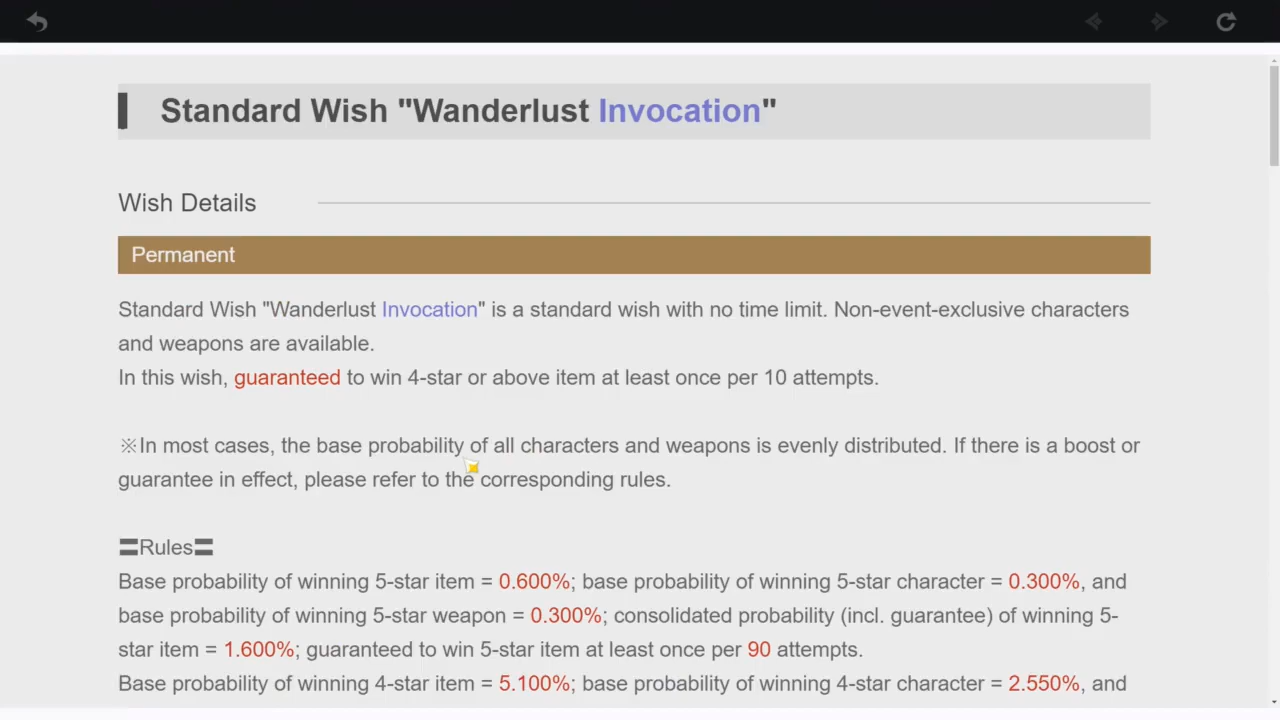 Standard Wish "Wanderlust Invocation"
Wish Details
Permanent
Standard Wish "Wanderlust Invocation" is a standard wish with no time limit. Non-event-exclusive characters
and weapons are available.
In this wish, guaranteed to win 4-star or above item at least once per 10 attempts.
※In most cases, the base probability of all characters and weapons is evenly distributed. If there is a boost or
guarantee in effect, please refer to the corresponding rules.
〓Rules〓
Base probability of winning 5-star item = 0.600%; base probability of winning 5-star character = 0.300%, and
base probability of winning 5-star weapon = 0.300%; consolidated probability (incl. guarantee) of winning 5-
star item = 1.600%; guaranteed to win 5-star item at least once per 90 attempts.
Base probability of winning 4-star item = 5.100%; base probability of winning 4-star character = 2.550%, and